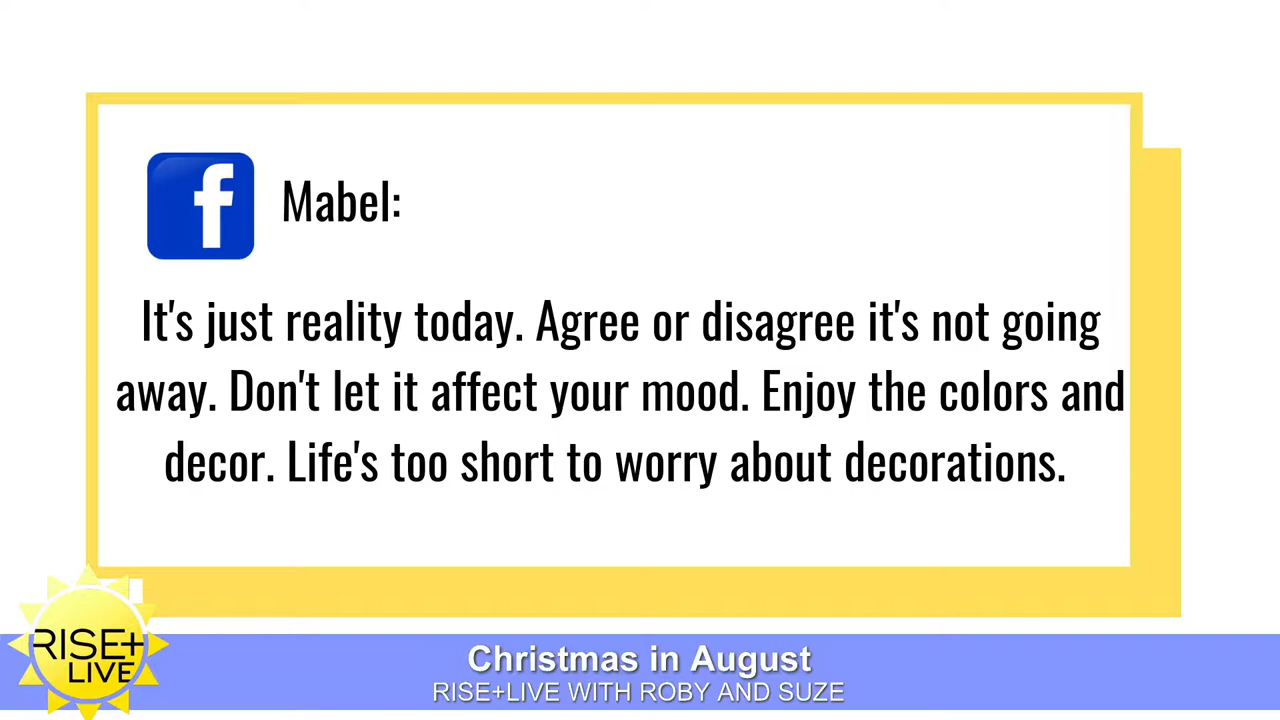 f
Mabel:
It's just reality today. Agree or disagree it's not going
away. Don't let it affect your mood. Enjoy the colors and
decor. Life's too short to worry about decorations.
RISE+
LIVE
Christmas in August
RISE+LIVE WITH ROBY AND SUZE